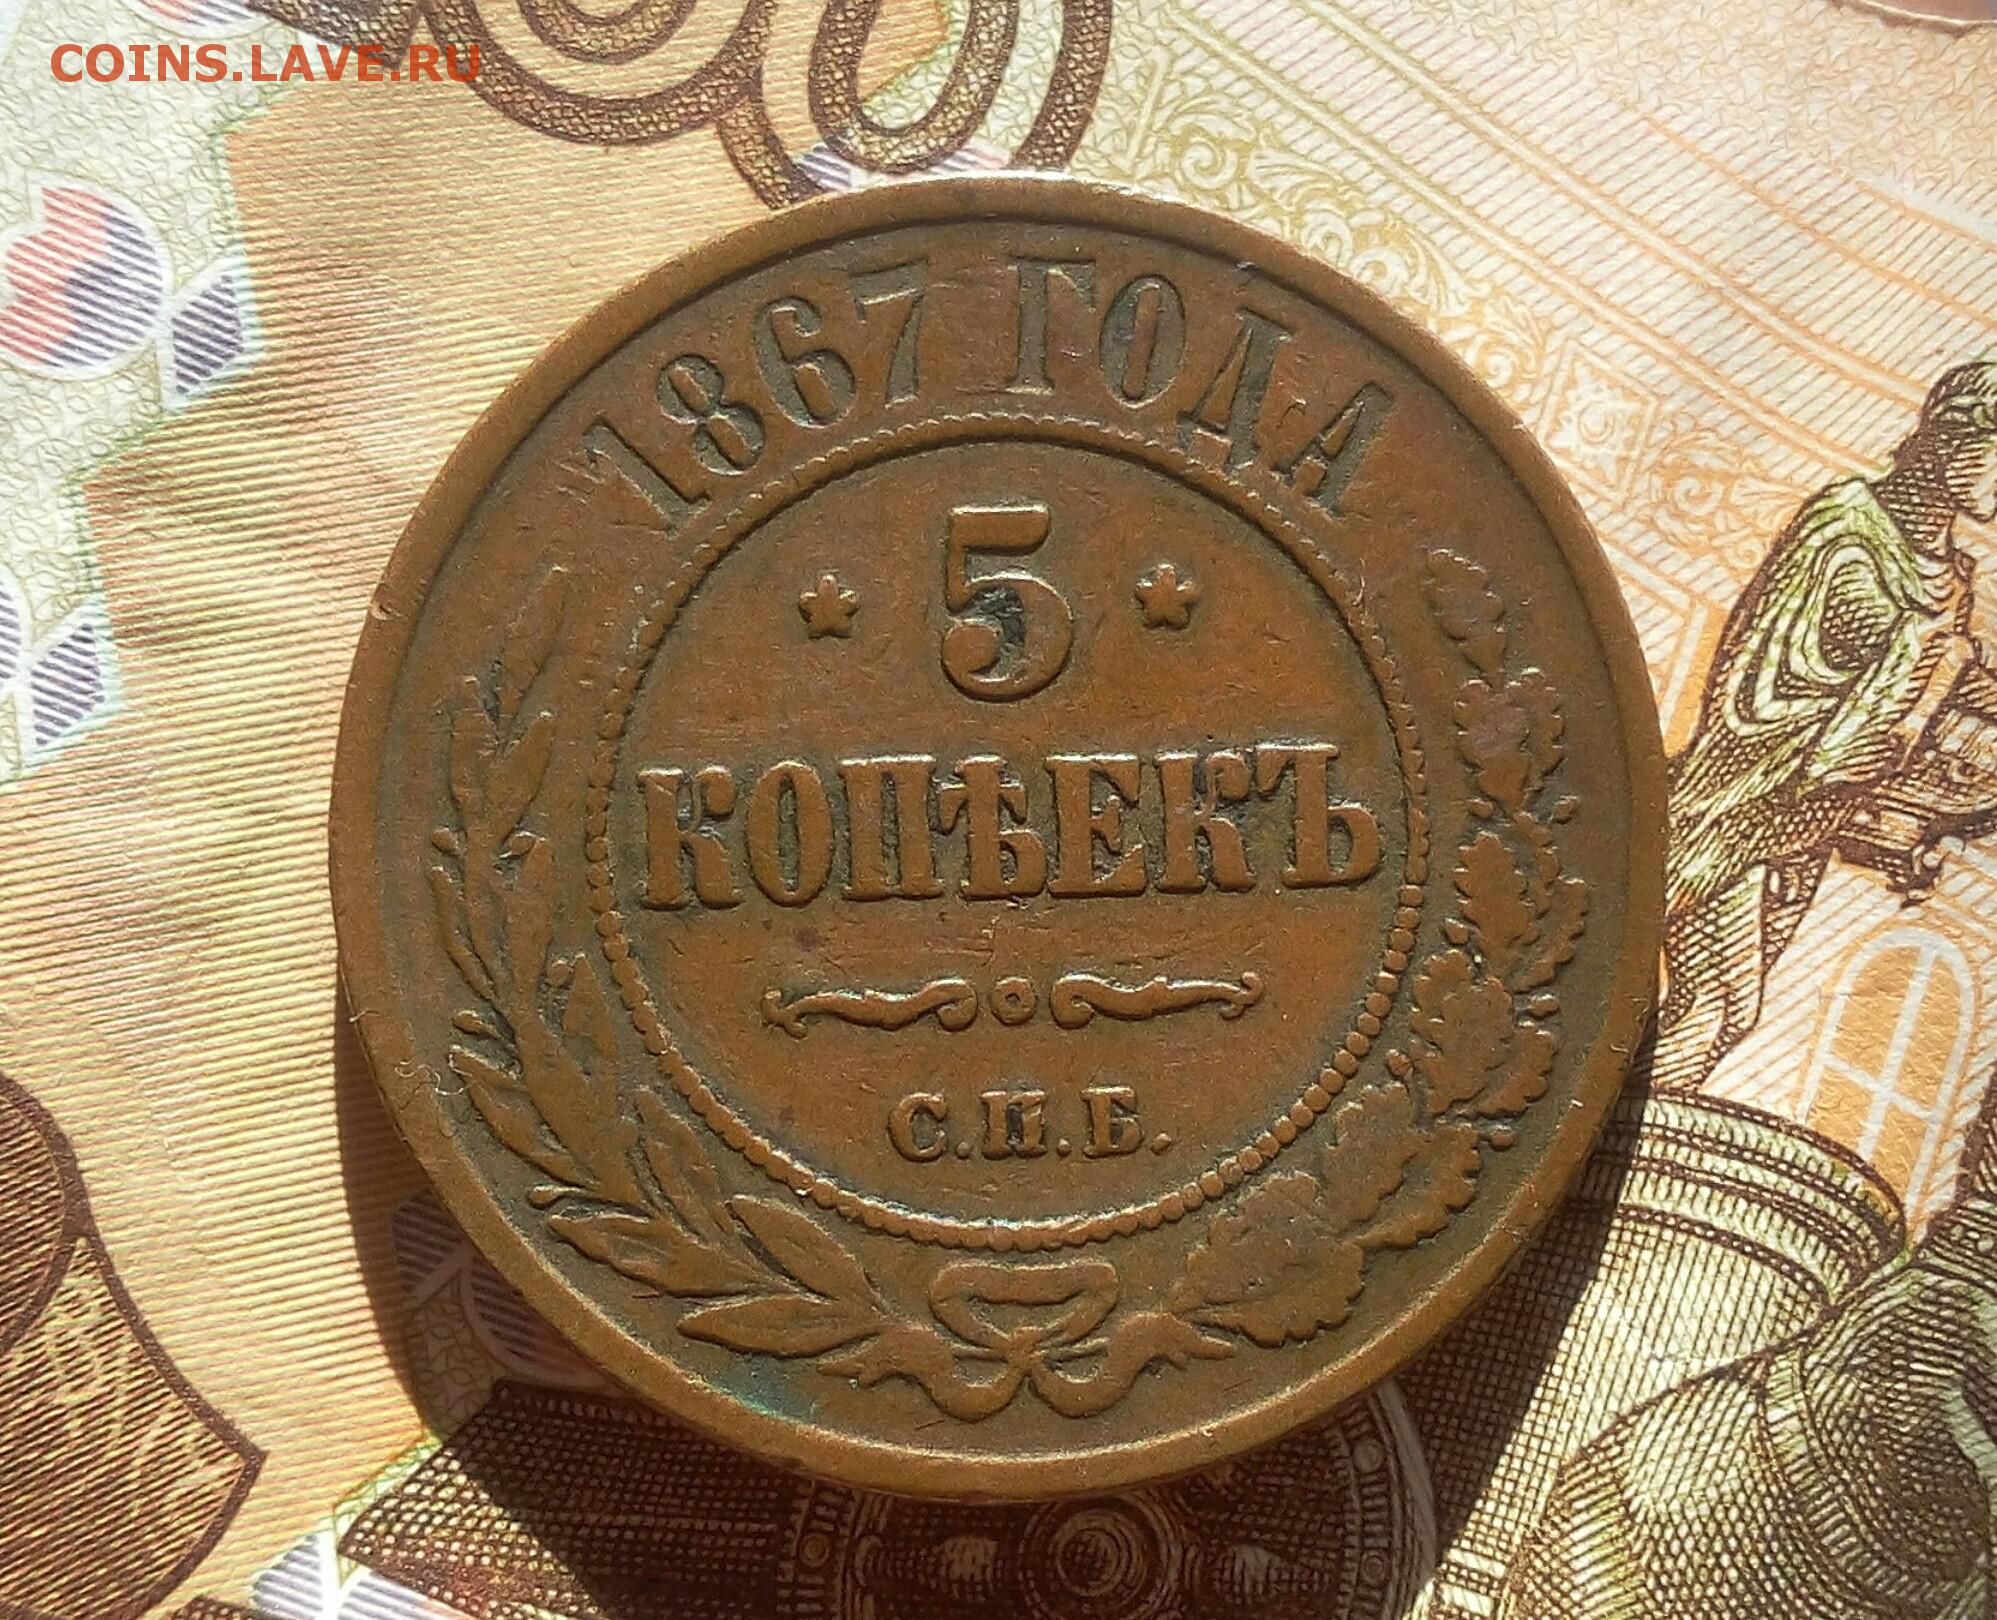 COINS.LAVE.RU
1867 ГОДА
* 5 *
КОПѢЕКЪ
С.П.Б.